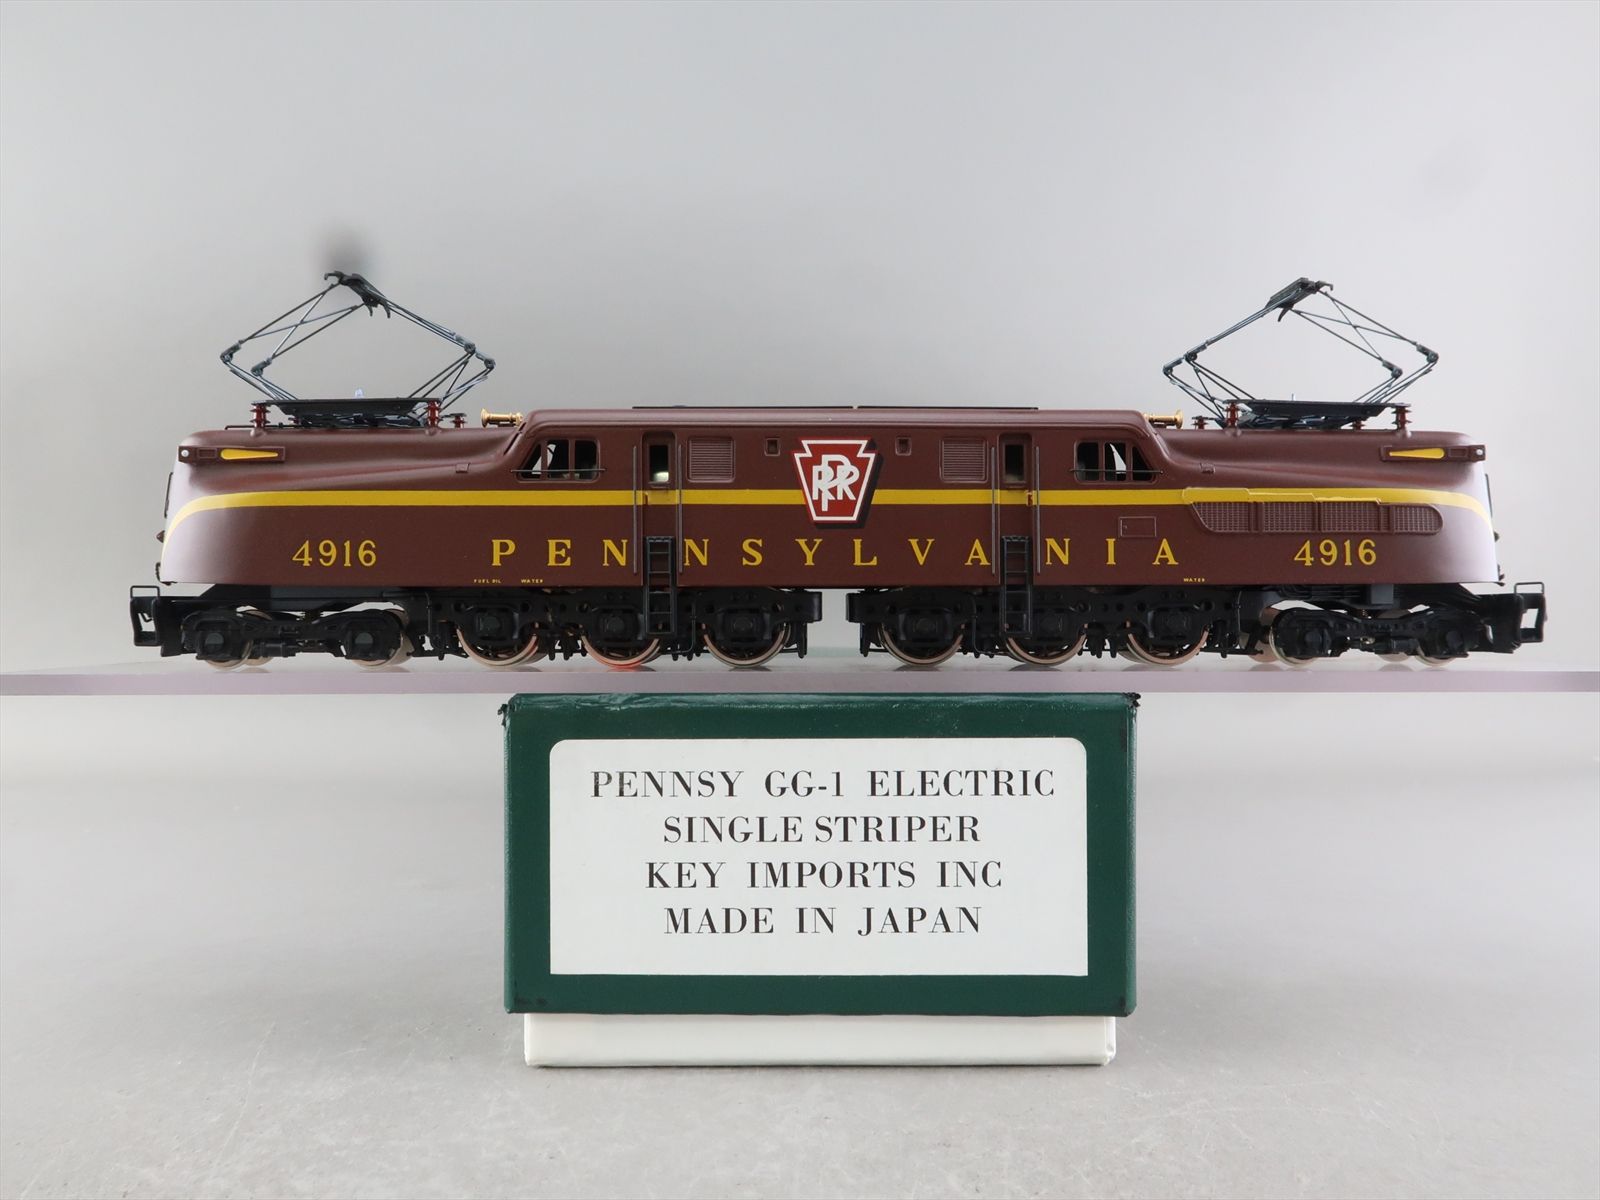 PRR
4916 PENNSYLVANIA 4916
FUEL OIL WATER WATER
PENNSY GG-1 ELECTRIC
SINGLE STRIPER
KEY IMPORTS INC
MADE IN JAPAN